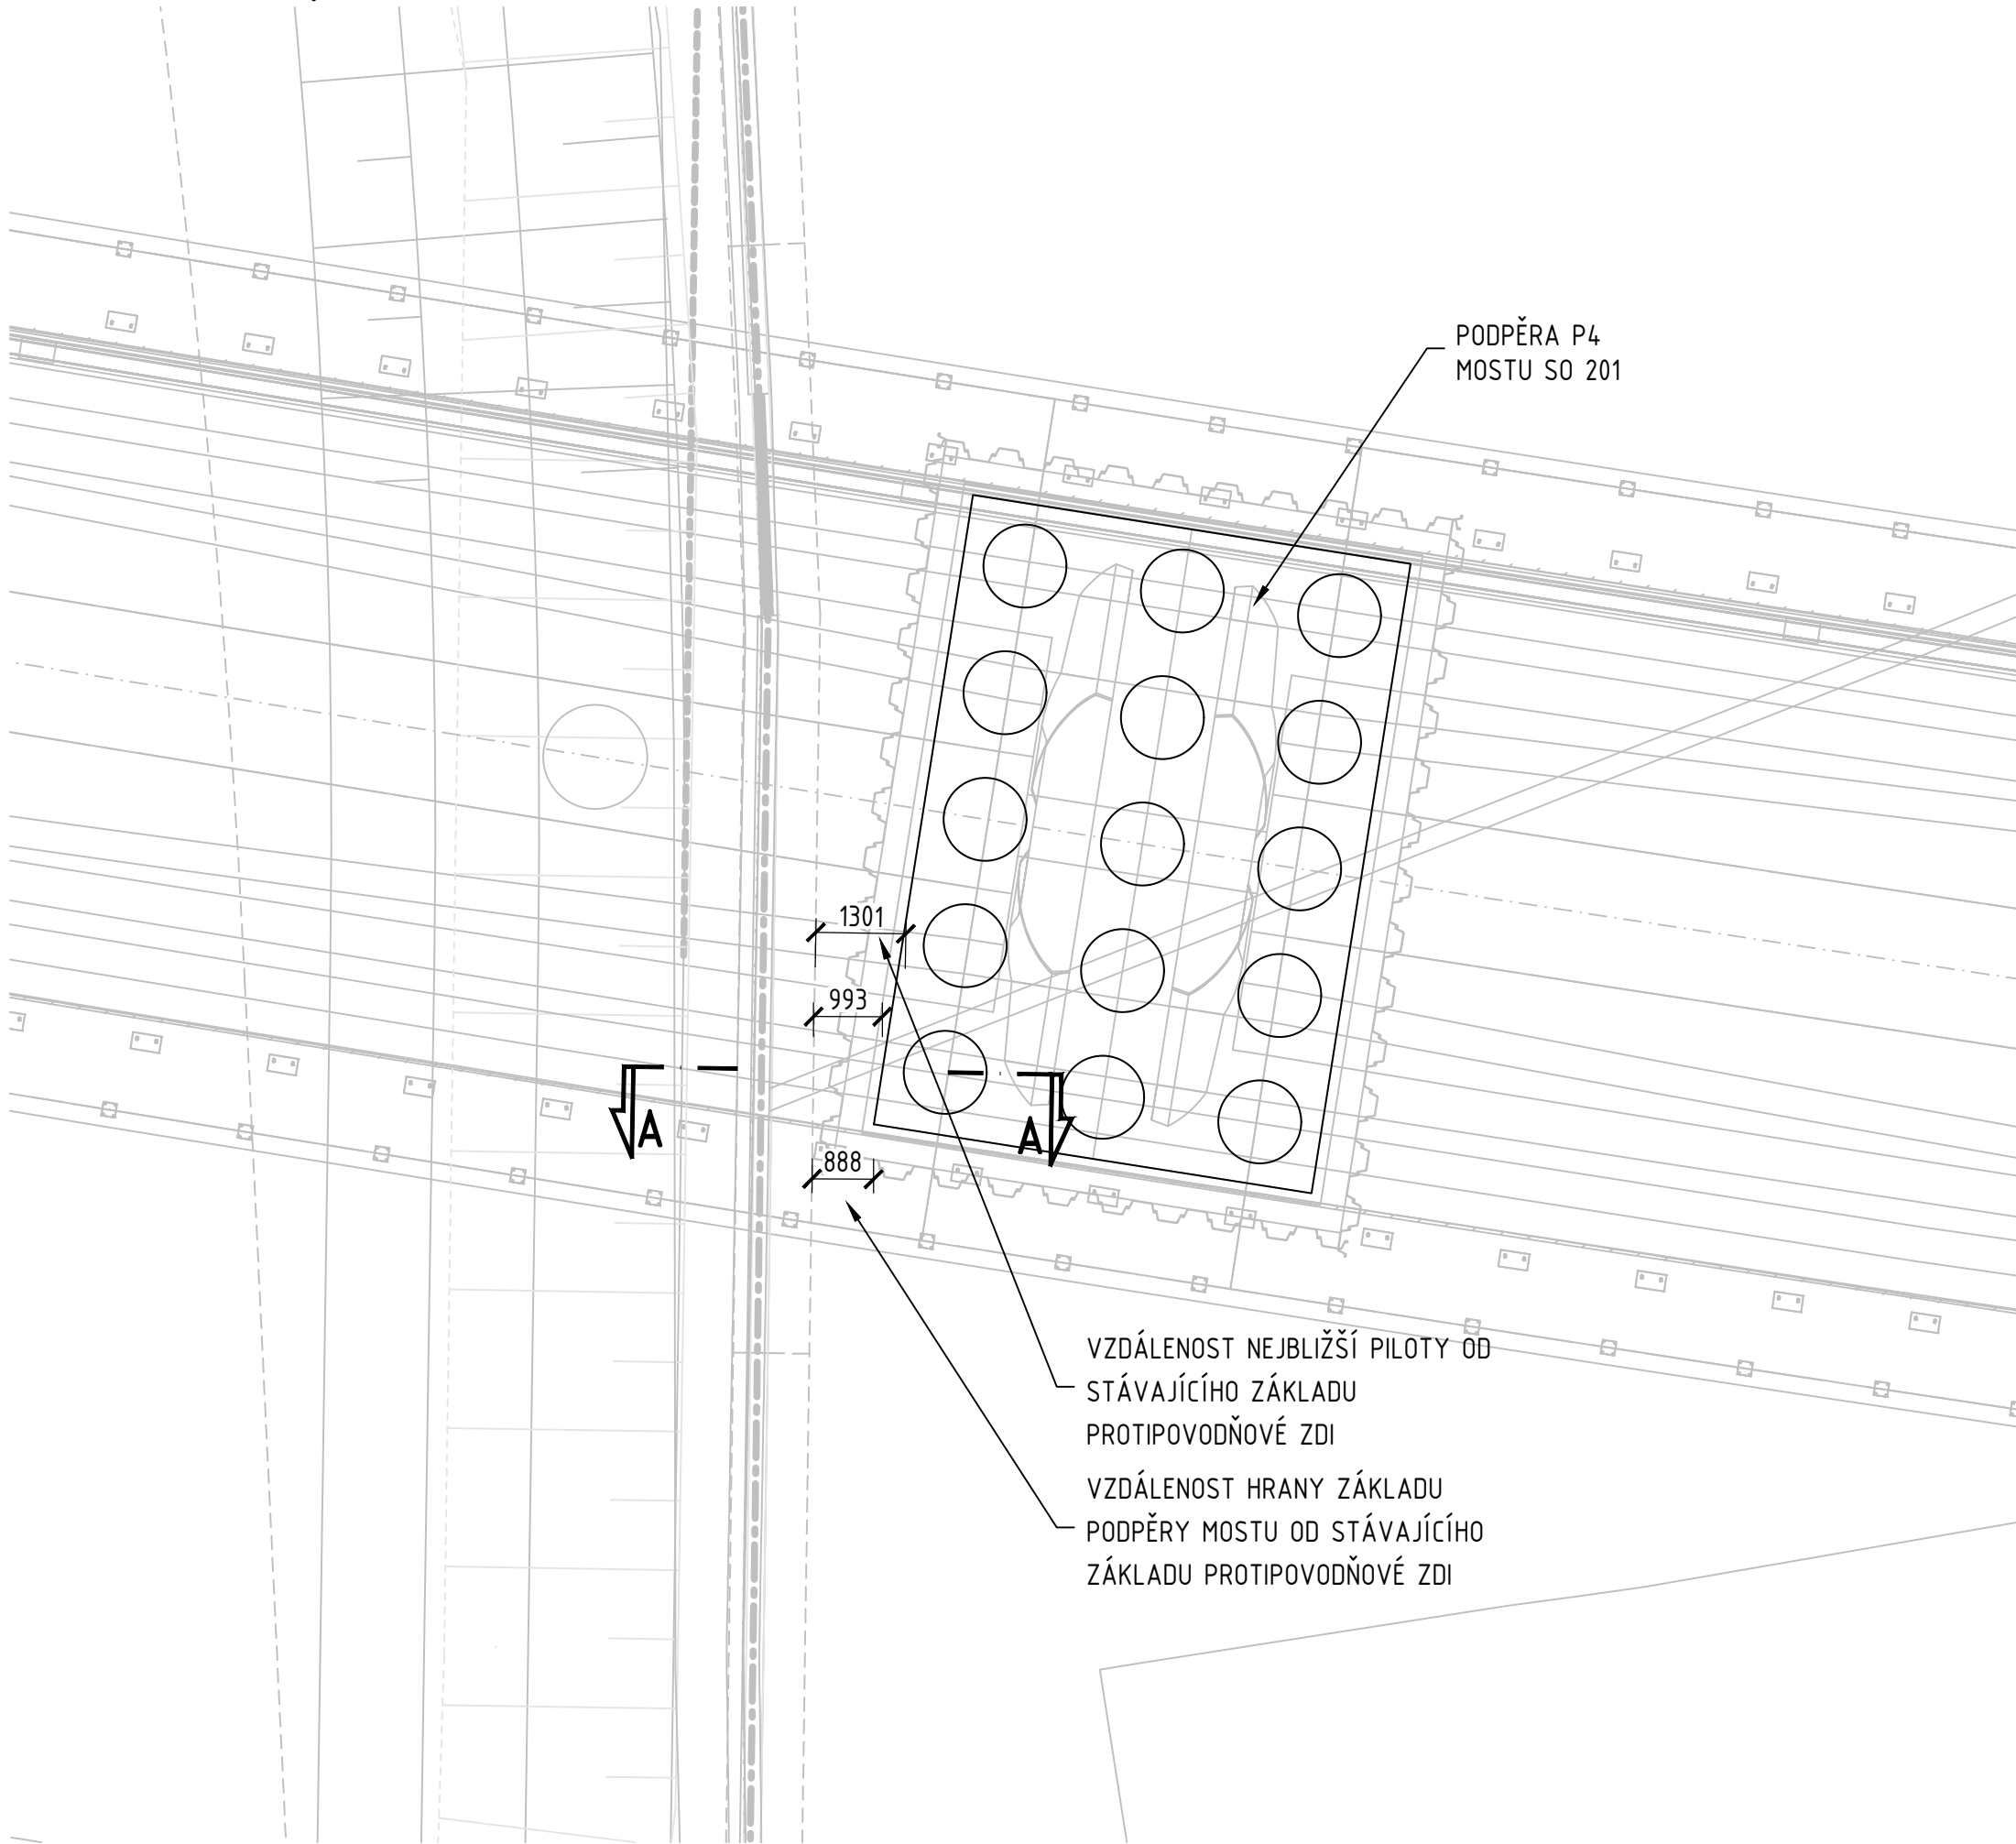 PODPĚRA P4
MOSTU SO 201
1301
993
A
A
888
VZDÁLENOST NEJBLIŽŠÍ PILOTY OD
STÁVAJÍCÍHO ZÁKLADU
PROTIPOVODŇOVÉ ZDI
VZDÁLENOST HRANY ZÁKLADU
PODPĚRY MOSTU OD STÁVAJÍCÍHO
ZÁKLADU PROTIPOVODŇOVÉ ZDI